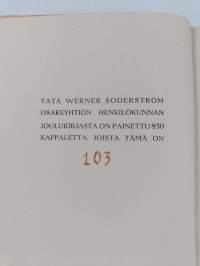 TÄTÄ WERNER SÖDERSTRÖM
OSAKEYHTIÖN HENKILÖKUNNAN
JOULUKIRJASTA ON PAINETTU 850
KAPPALETTA, JOISTA TÄMÄ ON
103